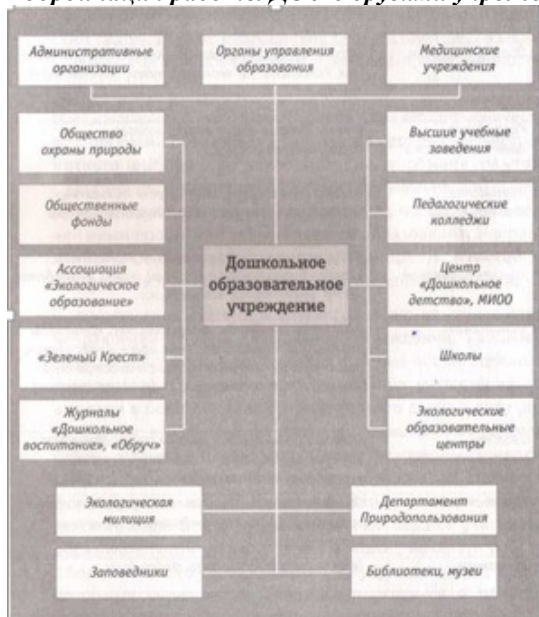 Административные
организации
Органы управления
образования
Медицинские
учреждения
Общество
охраны природы
Общественные
фонды
Ассоциация
«Экологическое
образование»
«Зеленый Крест»
Журналы
«Дошкольное
воспитание», «Обруч»
Дошкольное
образовательное
учреждение
Высшие учебные
заведения
Педагогические
колледжи
Центр
«Дошкольное
детство», МИОО
Школы
Экологические
образовательные
центры
Экологическая
милиция
Департамент
Природопользования
Заповедники
Библиотеки, музеи